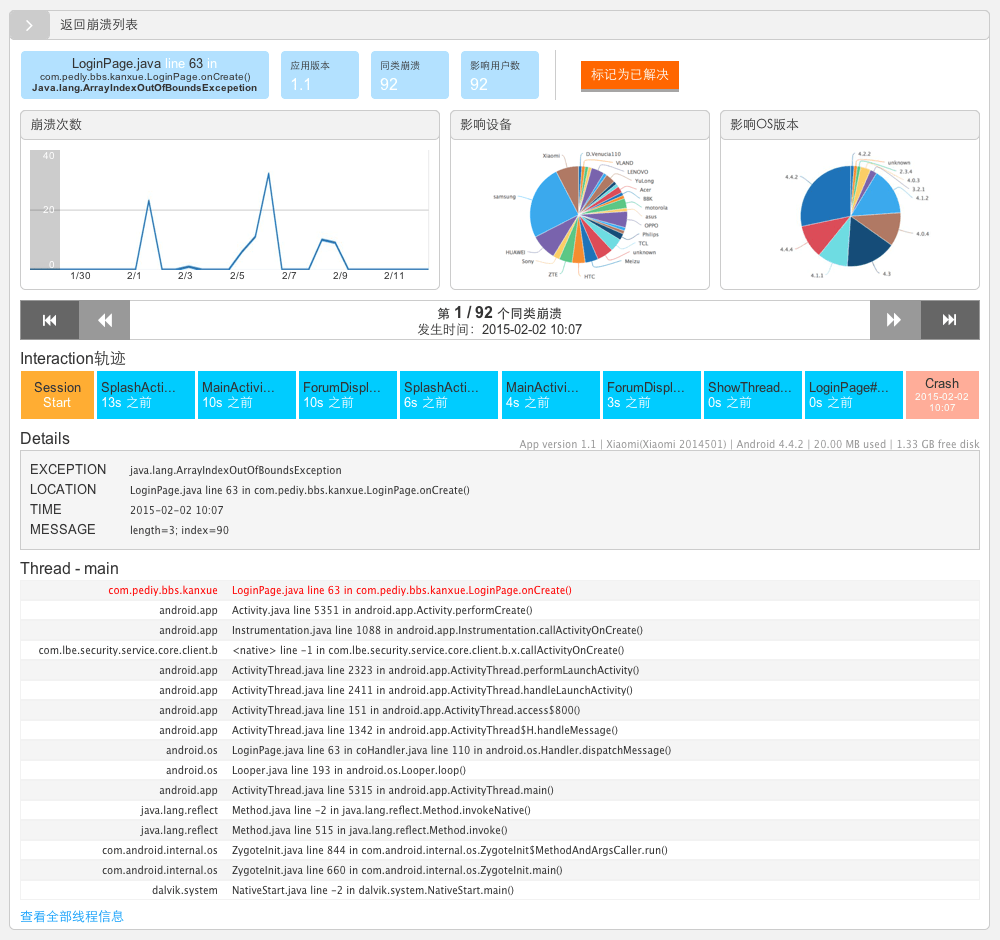 返回崩溃列表
LoginPage.java line 63 in
com.pedly.bbs.kanxue.LoginPage.onCreate()
Java.lang.ArrayIndexOutOfBoundsExcepetion
应用版本
1.1
同类崩溃
92
影响用户数
92
标记为已解决
崩溃次数
40
20
0
1/30
2/1
2/3
2/5
2/7
2/9
2/11
影响设备
Xiaomi
D.Venucia110
VLAND
LENOVO
YuLong
Acer
BBK
motorola
asus
OPPO
Philips
TCL
unknown
Meizu
HTC
ZTE
Sony
HUAWEI
samsung
影响OS版本
4.2.2
unknown
2.3.4
4.0.3
3.2.1
4.1.2
4.0.4
4.3
4.1.1
4.4.4
4.4.2
第 1 / 92 个同类崩溃
发生时间：2015-02-02 10:07
Interaction轨迹
Session
Start
SplashActi...
13s 之前
MainActivi...
10s 之前
ForumDispl...
10s 之前
SplashActi...
6s 之前
MainActivi...
4s 之前
ForumDispl...
3s 之前
ShowThread...
0s 之前
LoginPage#...
0s 之前
Crash
2015-02-02
10:07
Details
App version 1.1 | Xiaomi(Xiaomi 2014501) | Android 4.4.2 | 20.00 MB used | 1.33 GB free disk
EXCEPTION java.lang.ArrayIndexOutOfBoundsException
LOCATION LoginPage.java line 63 in com.pediy.bbs.kanxue.LoginPage.onCreate()
TIME 2015-02-02 10:07
MESSAGE length=3; index=90
Thread - main
com.pediy.bbs.kanxue LoginPage.java line 63 in com.pediy.bbs.kanxue.LoginPage.onCreate()
android.app Activity.java line 5351 in android.app.Activity.performCreate()
android.app Instrumentation.java line 1088 in android.app.Instrumentation.callActivityOnCreate()
com.lbe.security.service.core.client.b <native> line -1 in com.lbe.security.service.core.client.b.x.callActivityOnCreate()
android.app ActivityThread.java line 2323 in android.app.ActivityThread.performLaunchActivity()
android.app ActivityThread.java line 2411 in android.app.ActivityThread.handleLaunchActivity()
android.app ActivityThread.java line 151 in android.app.ActivityThread.access$800()
android.app ActivityThread.java line 1342 in android.app.ActivityThread$H.handleMessage()
android.os LoginPage.java line 63 in coHandler.java line 110 in android.os.Handler.dispatchMessage()
android.os Looper.java line 193 in android.os.Looper.loop()
android.app ActivityThread.java line 5315 in android.app.ActivityThread.main()
java.lang.reflect Method.java line -2 in java.lang.reflect.Method.invokeNative()
java.lang.reflect Method.java line 515 in java.lang.reflect.Method.invoke()
com.android.internal.os ZygoteInit.java line 844 in com.android.internal.os.ZygoteInit$MethodAndArgsCaller.run()
com.android.internal.os ZygoteInit.java line 660 in com.android.internal.os.ZygoteInit.main()
dalvik.system NativeStart.java line -2 in dalvik.system.NativeStart.main()
查看全部线程信息